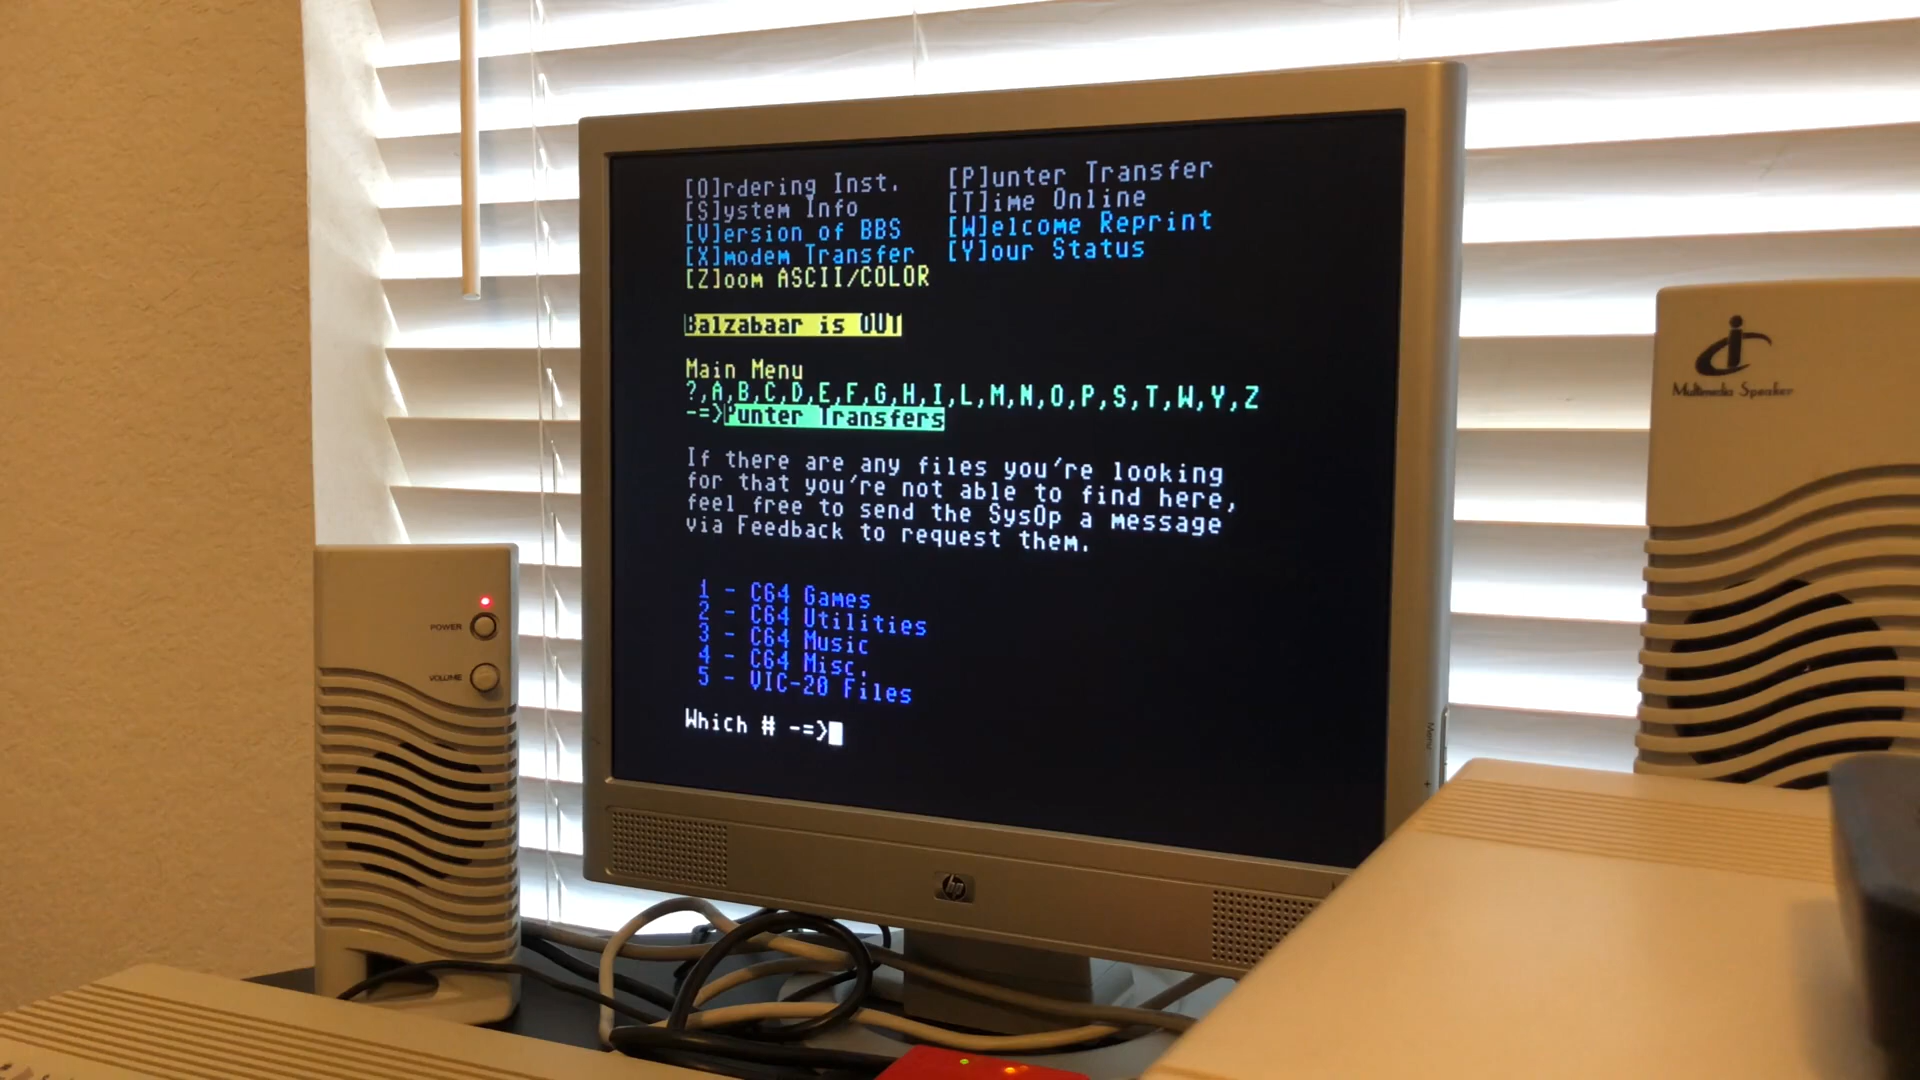 [O]rdering Inst. [P]unter Transfer
[S]ystem Info [T]ime Online
[V]ersion of BBS [W]elcome Reprint
[X]modem Transfer [Y]our Status
[Z]oom ASCII/COLOR
Balzabaar is OUT
Main Menu
?,A,B,C,D,E,F,G,H,I,L,M,N,O,P,S,T,W,Y,Z
-=>Punter Transfers
If there are any files you're looking
for that you're not able to find here,
feel free to send the SysOp a message
via Feedback to request them.
1 - C64 Games
2 - C64 Utilities
3 - C64 Music
4 - C64 Misc.
5 - VIC-20 Files
Which # -=>
POWER
VOLUME
hp
Menu
Multimedia Speaker